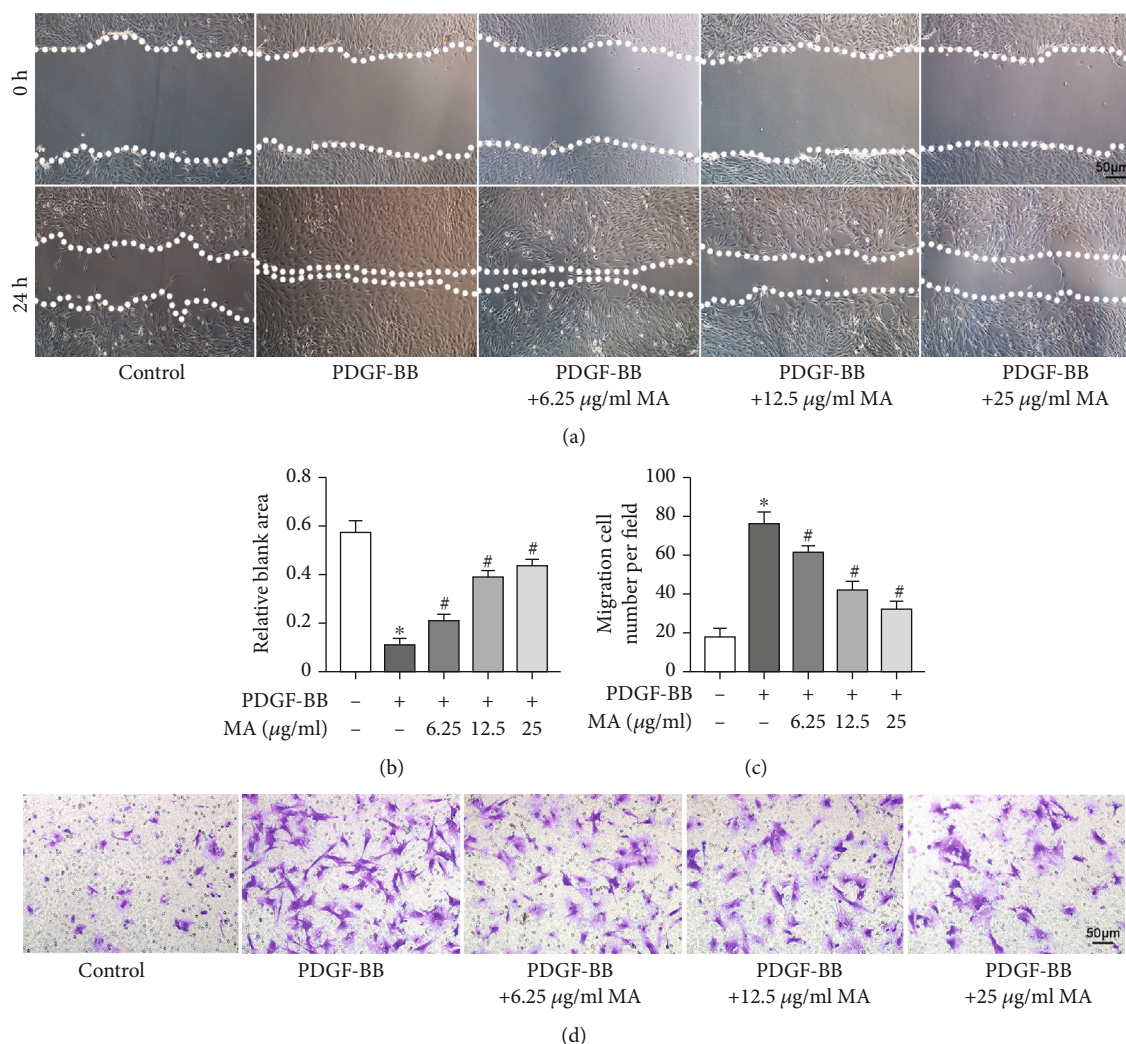 0 h
50μm
24 h
Control
PDGF-BB
PDGF-BB
+6.25 μg/ml MA
PDGF-BB
+12.5 μg/ml MA
PDGF-BB
+25 μg/ml MA
(a)
Relative blank area
0.8
0.6
0.4
0.2
0
*
#
#
#
PDGF-BB – + + + +
MA (μg/ml) – – 6.25 12.5 25
(b)
Migration cell
number per field
100
80
60
40
20
0
*
#
#
#
PDGF-BB – + + + +
MA (μg/ml) – – 6.25 12.5 25
(c)
50μm
Control
PDGF-BB
PDGF-BB
+6.25 μg/ml MA
PDGF-BB
+12.5 μg/ml MA
PDGF-BB
+25 μg/ml MA
(d)